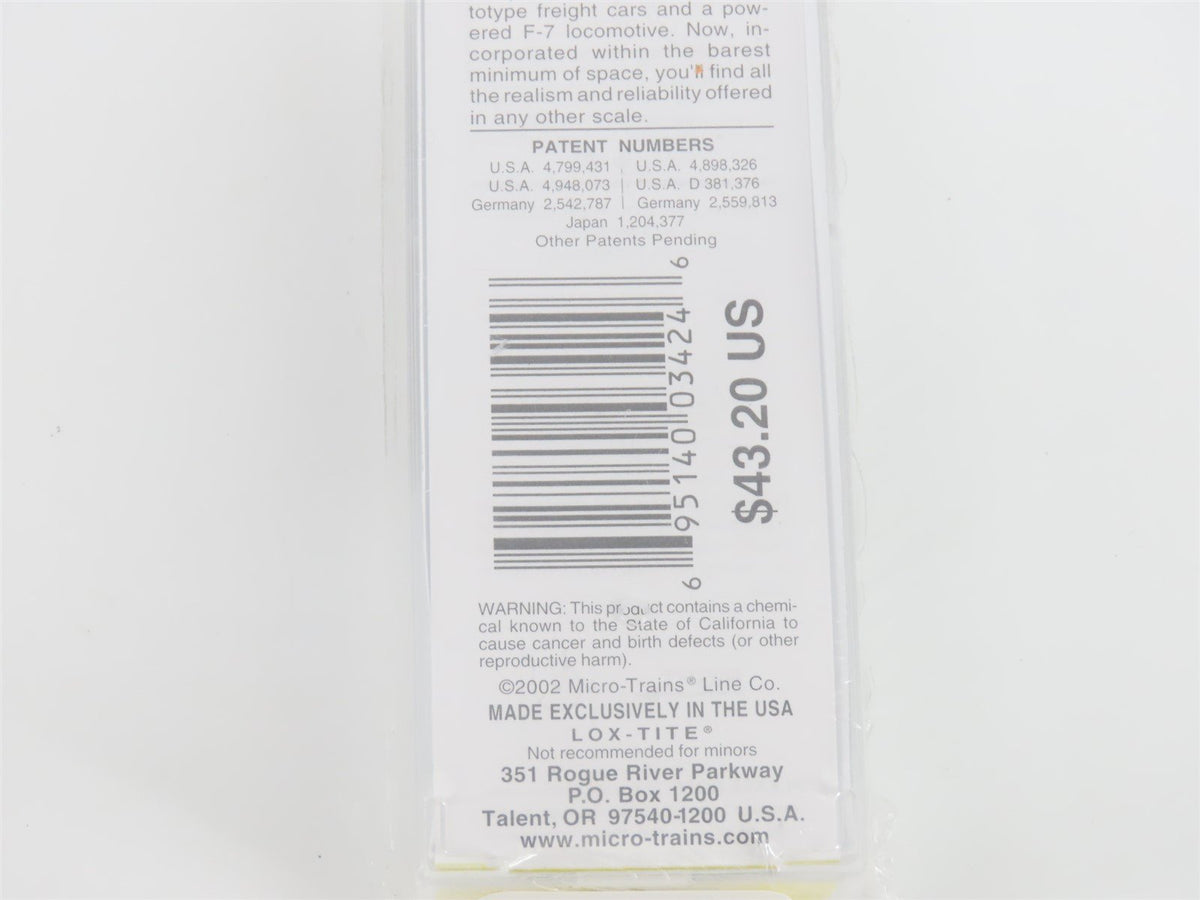 totype freight cars and a pow-
ered F-7 locomotive. Now, in-
corporated within the barest
minimum of space, you'll find all
the realism and reliability offered
in any other scale.
PATENT NUMBERS
U.S.A. 4,799,431 | U.S.A. 4,898,326
U.S.A. 4,948,073 | U.S.A. D 381,376
Germany 2,542,787 | Germany 2,559,813
Japan 1,204,377
Other Patents Pending
6 95140 03424 6
$43.20 US
WARNING: This product contains a chemi-
cal known to the State of California to
cause cancer and birth defects (or other
reproductive harm).
©2002 Micro-Trains® Line Co.
MADE EXCLUSIVELY IN THE USA
LOX-TITE®
Not recommended for minors
351 Rogue River Parkway
P.O. Box 1200
Talent, OR 97540-1200 U.S.A.
www.micro-trains.com